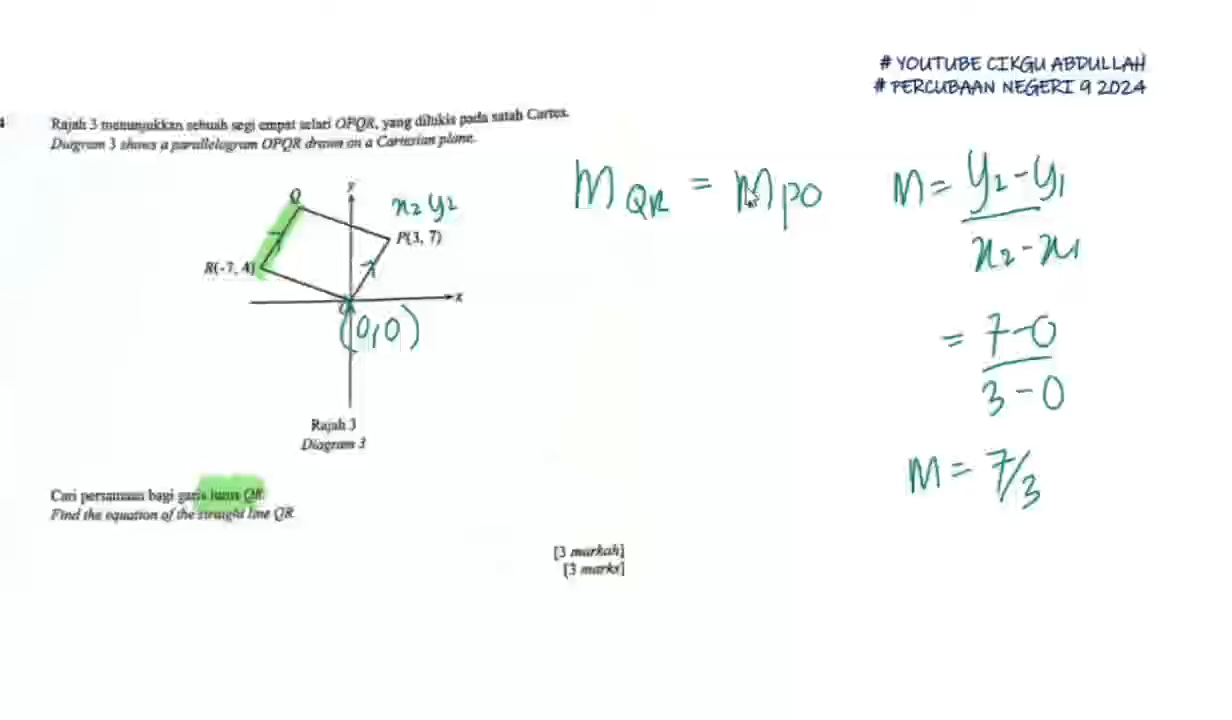 # YOUTUBE CIKGU ABDULLAH
# PERCUBAAN NEGERI 9 2024
4
Rajah 3 menunjukkan sebuah segi empat selari OPQR, yang dilukis pada satah Cartes.
Diagram 3 shows a parallelogram OPQR drawn on a Cartesian plane.
Q
y
x2 y2
P(3, 7)
R(-7, 4)
x
(0,0)
Rajah 3
Diagram 3
Cari persamaan bagi garis lurus QR.
Find the equation of the straight line QR.
[3 markah]
[3 marks]
M QR = M PO
M = y2 - y1
x2 - x1
= 7-0
3-0
M = 7/3